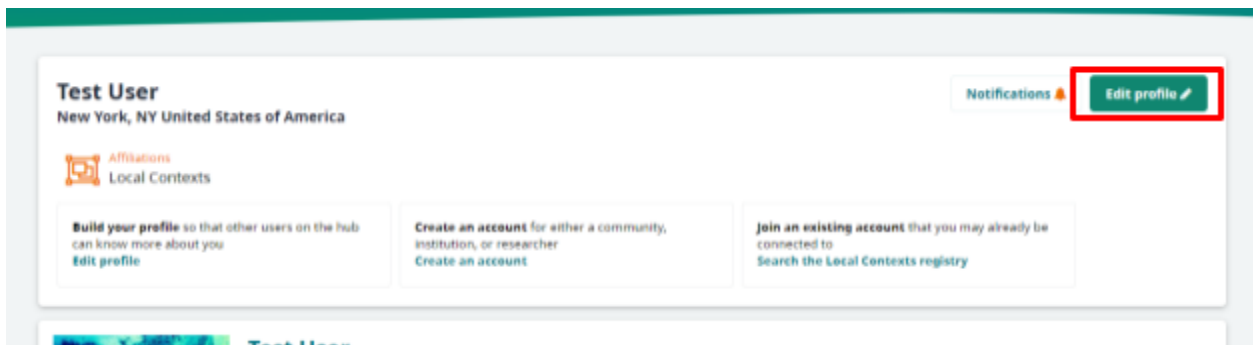 Test User
New York, NY United States of America
Notifications
Edit profile
Affiliations
Local Contexts
Build your profile so that other users on the hub
can know more about you
Edit profile
Create an account for either a community,
institution, or researcher
Create an account
Join an existing account that you may already be
connected to
Search the Local Contexts registry
Test User